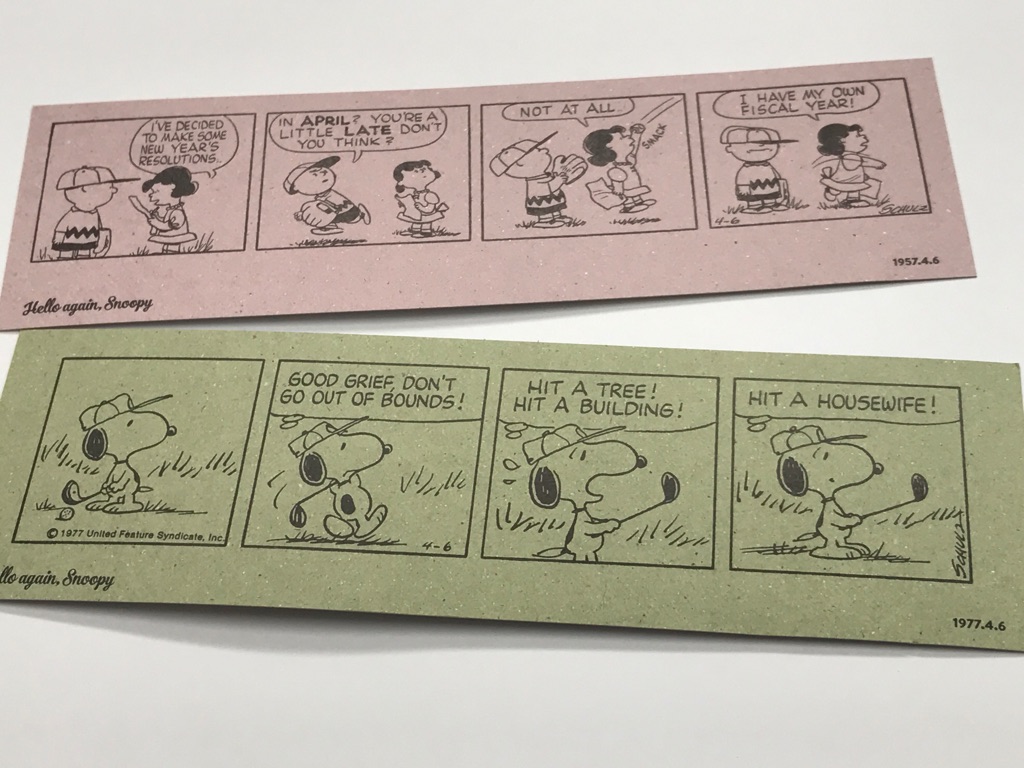 I'VE DECIDED
TO MAKE SOME
NEW YEAR'S
RESOLUTIONS..
IN APRIL? YOU'RE A
LITTLE LATE DON'T
YOU THINK?
NOT AT ALL..
SMACK
I HAVE MY OWN
FISCAL YEAR!
4-6
SCHULZ
1957.4.6
Hello again, Snoopy
© 1977 United Feature Syndicate, Inc.
GOOD GRIEF, DON'T
GO OUT OF BOUNDS!
4-6
HIT A TREE!
HIT A BUILDING!
HIT A HOUSEWIFE!
SCHULZ
llo again, Snoopy
1977.4.6